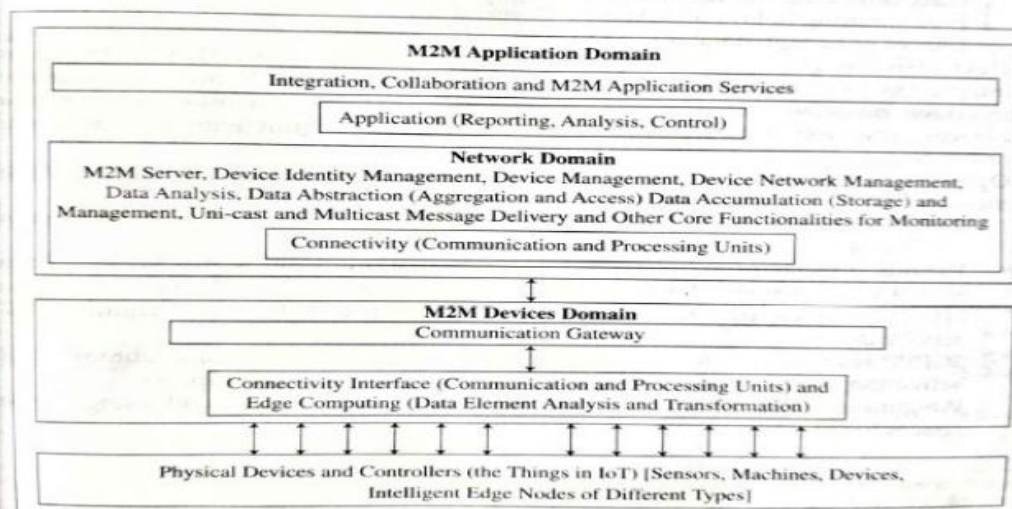 M2M Application Domain
Integration, Collaboration and M2M Application Services
Application (Reporting, Analysis, Control)
Network Domain
M2M Server, Device Identity Management, Device Management, Device Network Management,
Data Analysis, Data Abstraction (Aggregation and Access) Data Accumulation (Storage) and
Management, Uni-cast and Multicast Message Delivery and Other Core Functionalities for Monitoring
Connectivity (Communication and Processing Units)
M2M Devices Domain
Communication Gateway
Connectivity Interface (Communication and Processing Units) and
Edge Computing (Data Element Analysis and Transformation)
Physical Devices and Controllers (the Things in IoT) [Sensors, Machines, Devices,
Intelligent Edge Nodes of Different Types]